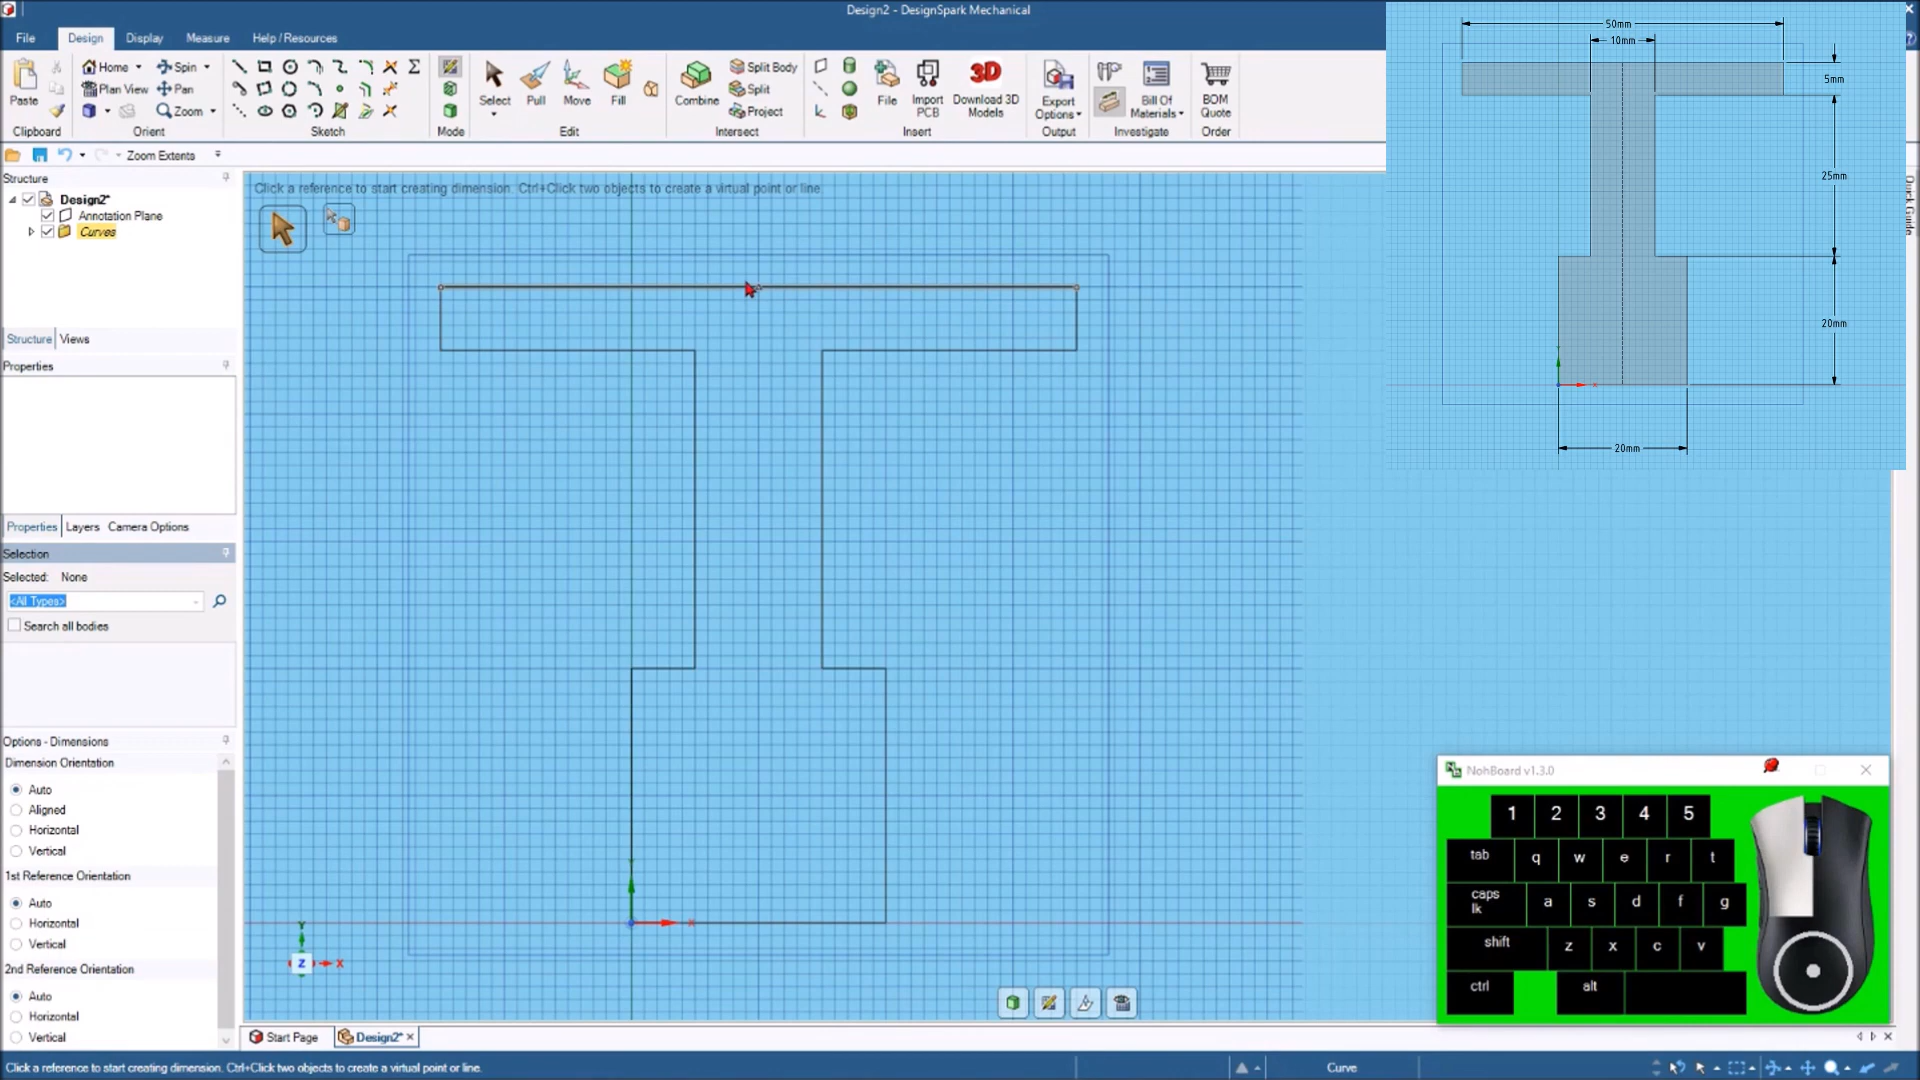 Design2 - DesignSpark Mechanical
File Design Display Measure Help / Resources
Paste
Home Spin
Plan View Pan
Zoom
Select Pull Move Fill
Combine
Split Body
Split
Project
File Import PCB Download 3D Models
Export Options
Bill Of Materials
BOM Quote
Clipboard Orient Sketch Mode Edit Intersect Insert Output Investigate Order
Zoom Extents
Structure
Design2*
Annotation Plane
Curves
Structure Views
Properties
Properties Layers Camera Options
Selection
Selected: None
<All Types>
Search all bodies
Options - Dimensions
Dimension Orientation
Auto
Aligned
Horizontal
Vertical
1st Reference Orientation
Auto
Horizontal
Vertical
2nd Reference Orientation
Auto
Horizontal
Vertical
Click a reference to start creating dimension. Ctrl+Click two objects to create a virtual point or line.
Y
Z X
X
50mm
10mm
5mm
25mm
20mm
20mm
Quick Guide
NohBoard v1.3.0
1 2 3 4 5
tab q w e r t
caps lk a s d f g
shift z x c v
ctrl alt
Start Page Design2*
Click a reference to start creating dimension. Ctrl+Click two objects to create a virtual point or line.
Curve